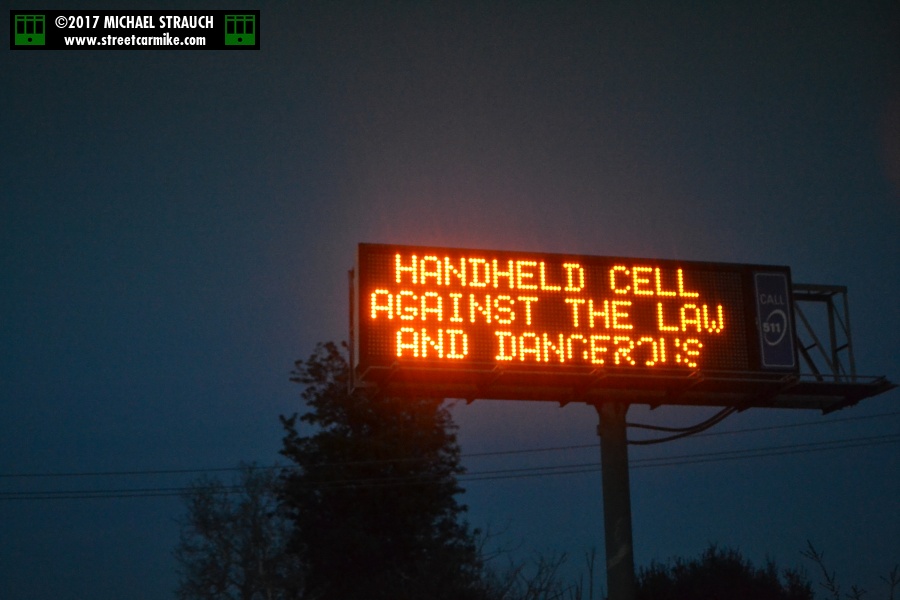 ©2017 MICHAEL STRAUCH
www.streetcarmike.com
HANDHELD CELL
AGAINST THE LAW
AND DANGEROUS
CALL
511